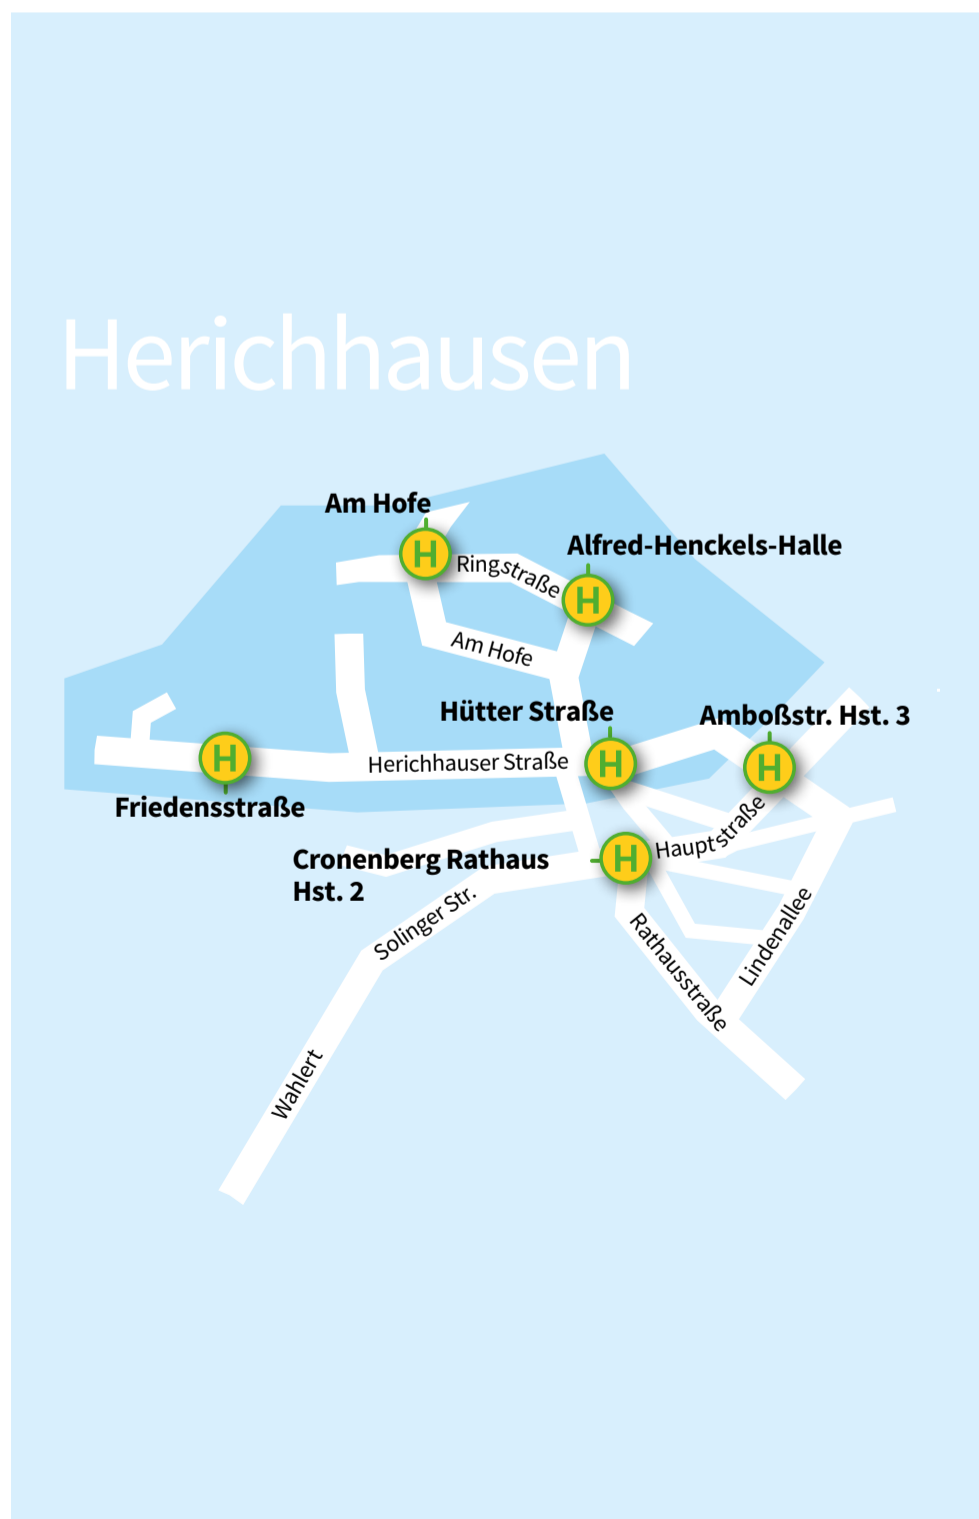 Herichhausen
Am Hofe
H
Alfred-Henckels-Halle
Ringstraße
H
Am Hofe
Hütter Straße
Amboßstr. Hst. 3
H
Herichhauser Straße
H
H
Friedensstraße
Hauptstraße
Cronenberg Rathaus
Hst. 2
H
Solinger Str.
Lindenallee
Rathausstraße
Wahlert